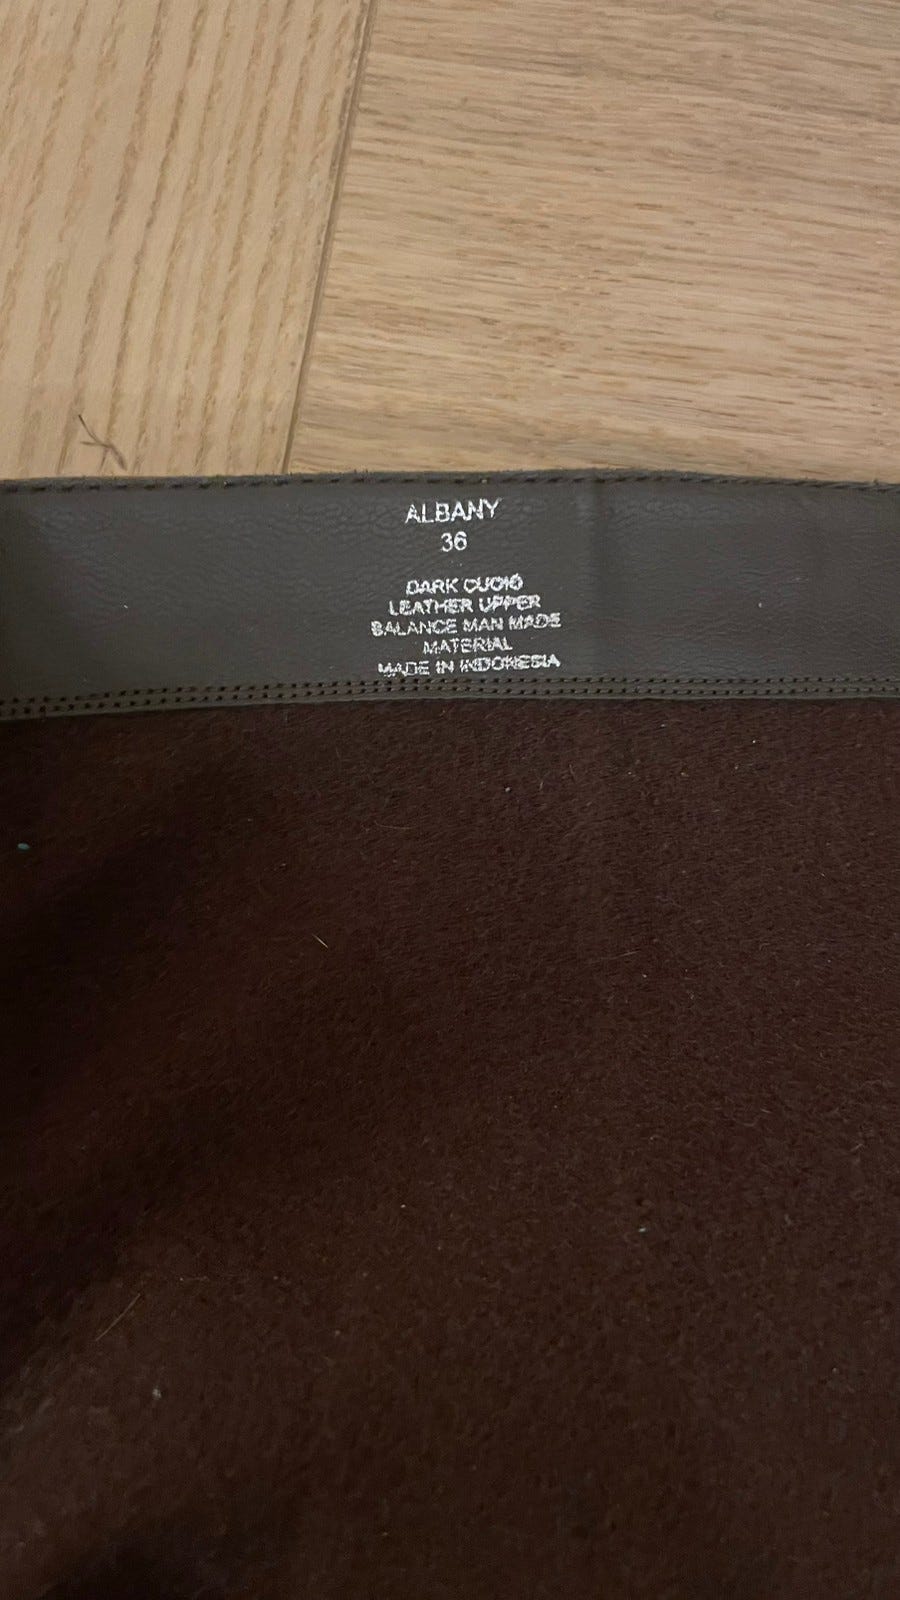 ALBANY
36
DARK CUOIO
LEATHER UPPER
BALANCE MAN MADE
MATERIAL
MADE IN INDONESIA